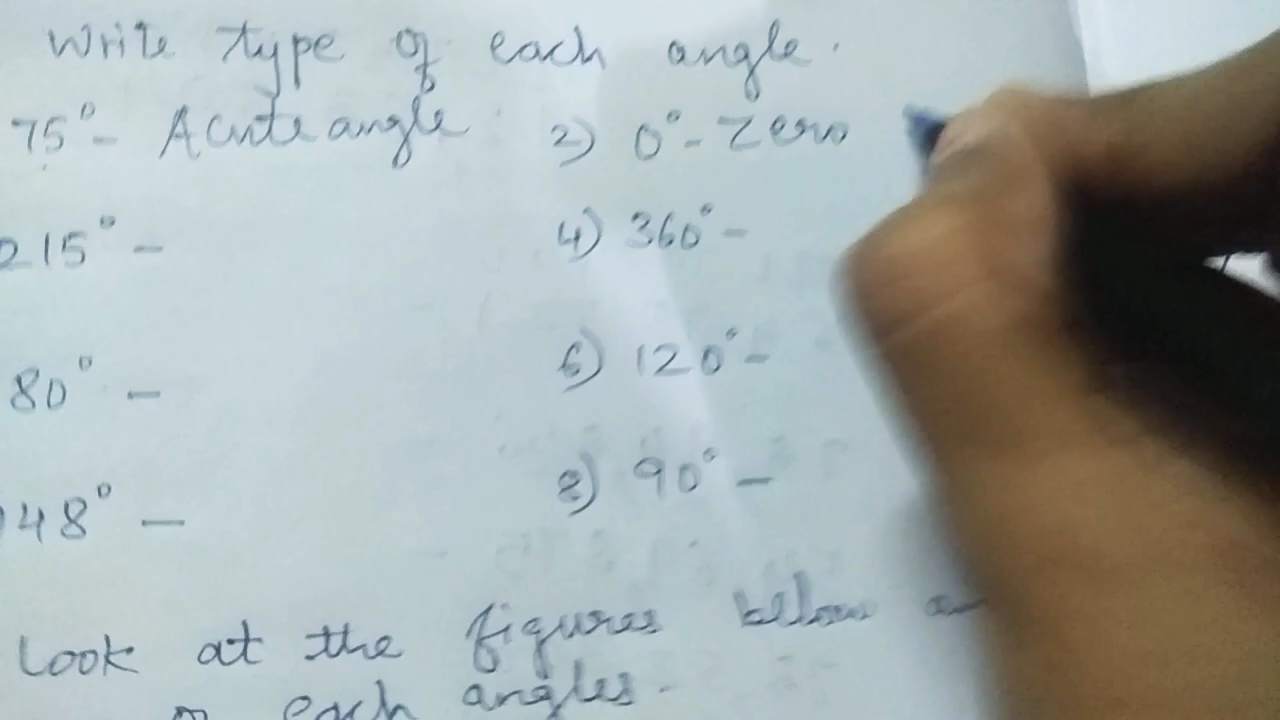 Write type of each angle.
75° - Acute angle 2) 0° - Zero
215° - 4) 360° -
80° - 6) 120° -
48° - 8) 90° -
Look at the figures bellow
each angles.